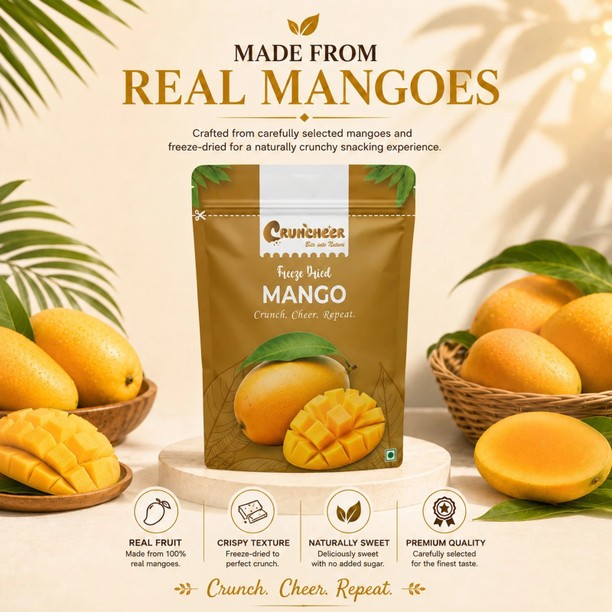 MADE FROM
REAL MANGOES
Crafted from carefully selected mangoes and
freeze-dried for a naturally crunchy snacking experience.
CRUNCHEER
Bite into Nature
Freeze Dried
MANGO
Crunch. Cheer. Repeat.
REAL FRUIT
Made from 100%
real mangoes.
CRISPY TEXTURE
Freeze-dried to
perfect crunch.
NATURALLY SWEET
Deliciously sweet
with no added sugar.
PREMIUM QUALITY
Carefully selected
for the finest taste.
Crunch. Cheer. Repeat.